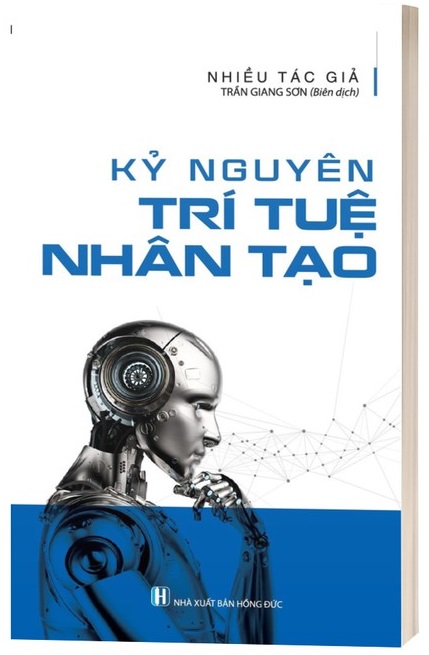 NHIỀU TÁC GIẢ
TRẦN GIANG SƠN (Biên dịch)
KỶ NGUYÊN
TRÍ TUỆ
NHÂN TẠO
H NHÀ XUẤT BẢN HỒNG ĐỨC